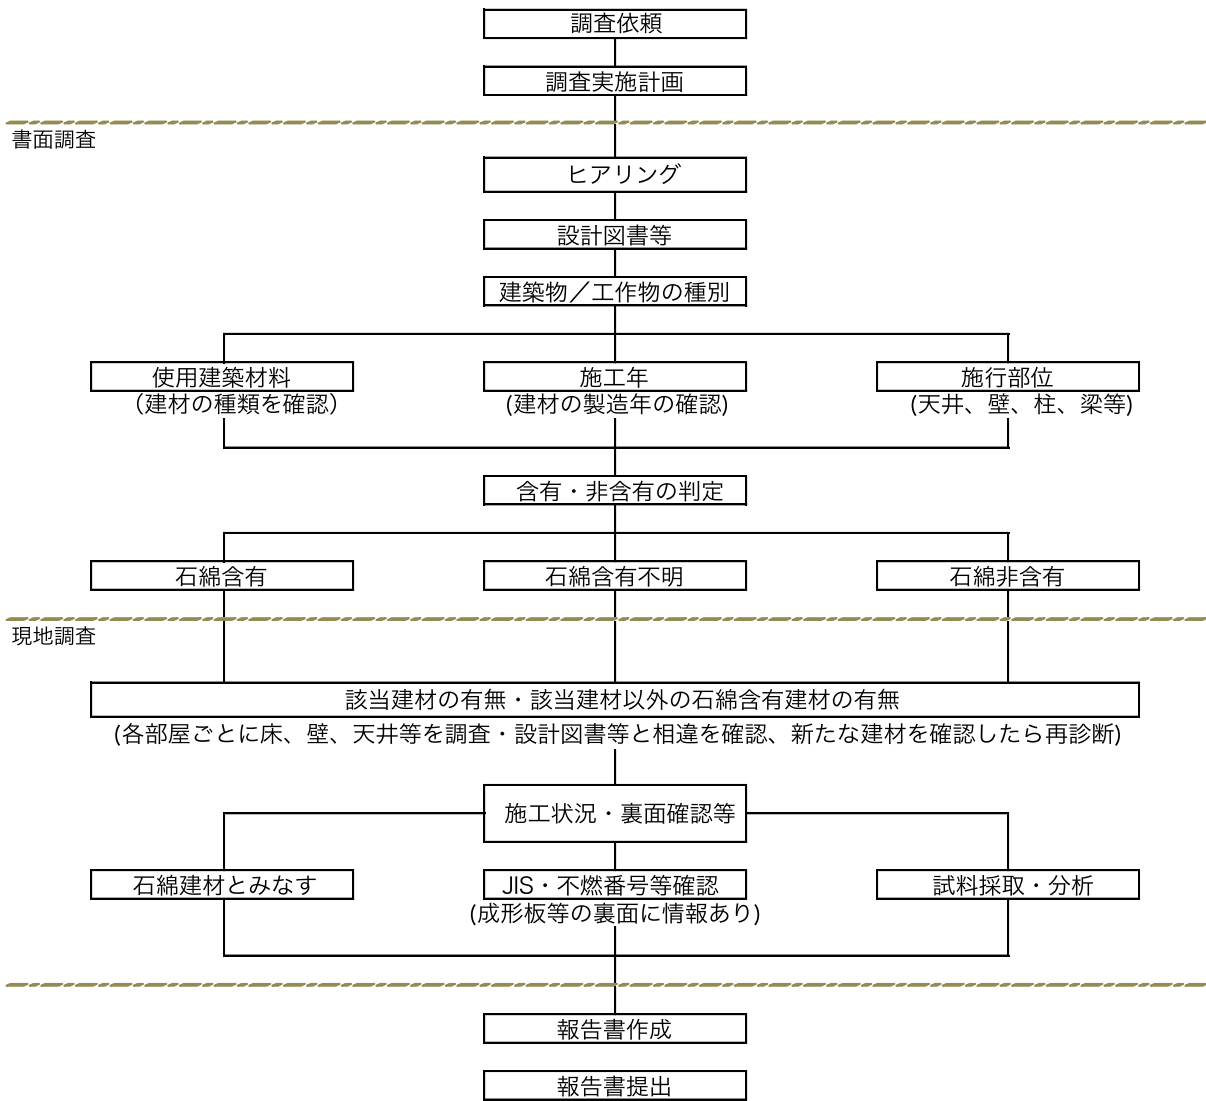 調査依頼
調査実施計画
書面調査
ヒアリング
設計図書等
建築物／工作物の種別
使用建築材料
施工年
施行部位
（建材の種類を確認）
(建材の製造年の確認)
(天井、壁、柱、梁等)
含有・非含有の判定
石綿含有
石綿含有不明
石綿非含有
現地調査
該当建材の有無・該当建材以外の石綿含有建材の有無
(各部屋ごとに床、壁、天井等を調査・設計図書等と相違を確認、新たな建材を確認したら再診断)
施工状況・裏面確認等
石綿建材とみなす
JIS・不燃番号等確認
試料採取・分析
(成形板等の裏面に情報あり)
報告書作成
報告書提出